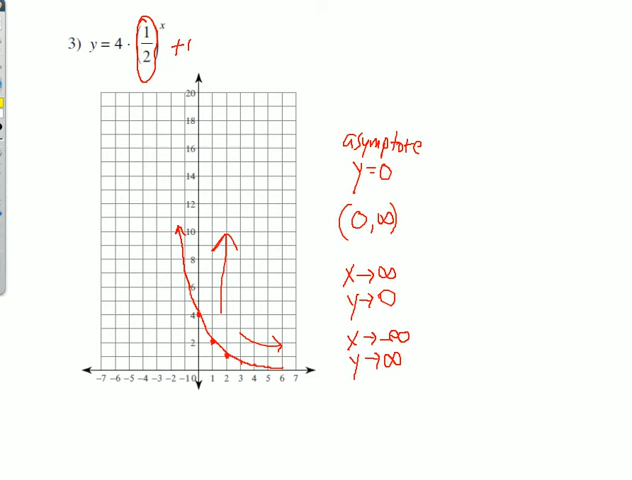 3) y = 4 · (1/2)^x +1
asymptote
y=0
(0,∞)
x→∞
y→0
x→-∞
y→∞
20
18
16
14
12
10
8
6
4
2
-7 -6 -5 -4 -3 -2 -1 0 1 2 3 4 5 6 7